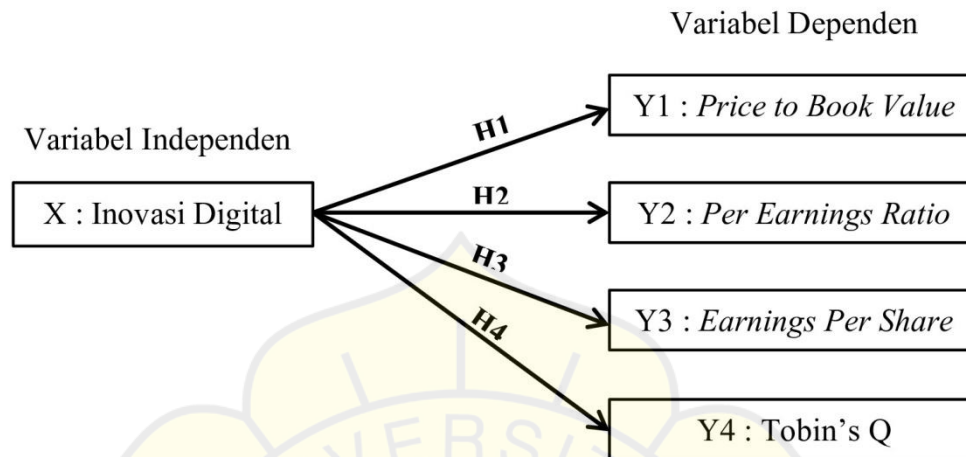 Variabel Dependen
Y1 : Price to Book Value
H1
Variabel Independen
X : Inovasi Digital
H2
Y2 : Per Earnings Ratio
H3
Y3 : Earnings Per Share
H4
Y4 : Tobin’s Q